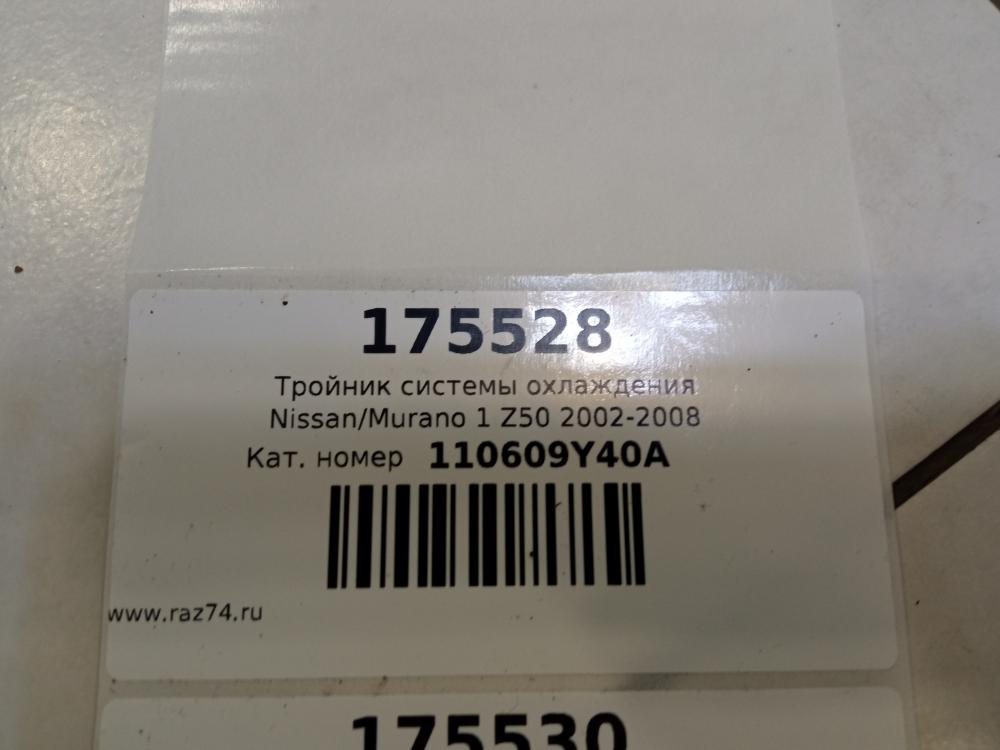 175528
Тройник системы охлаждения
Nissan/Murano 1 Z50 2002-2008
Кат. номер 110609Y40A
www.raz74.ru
175530